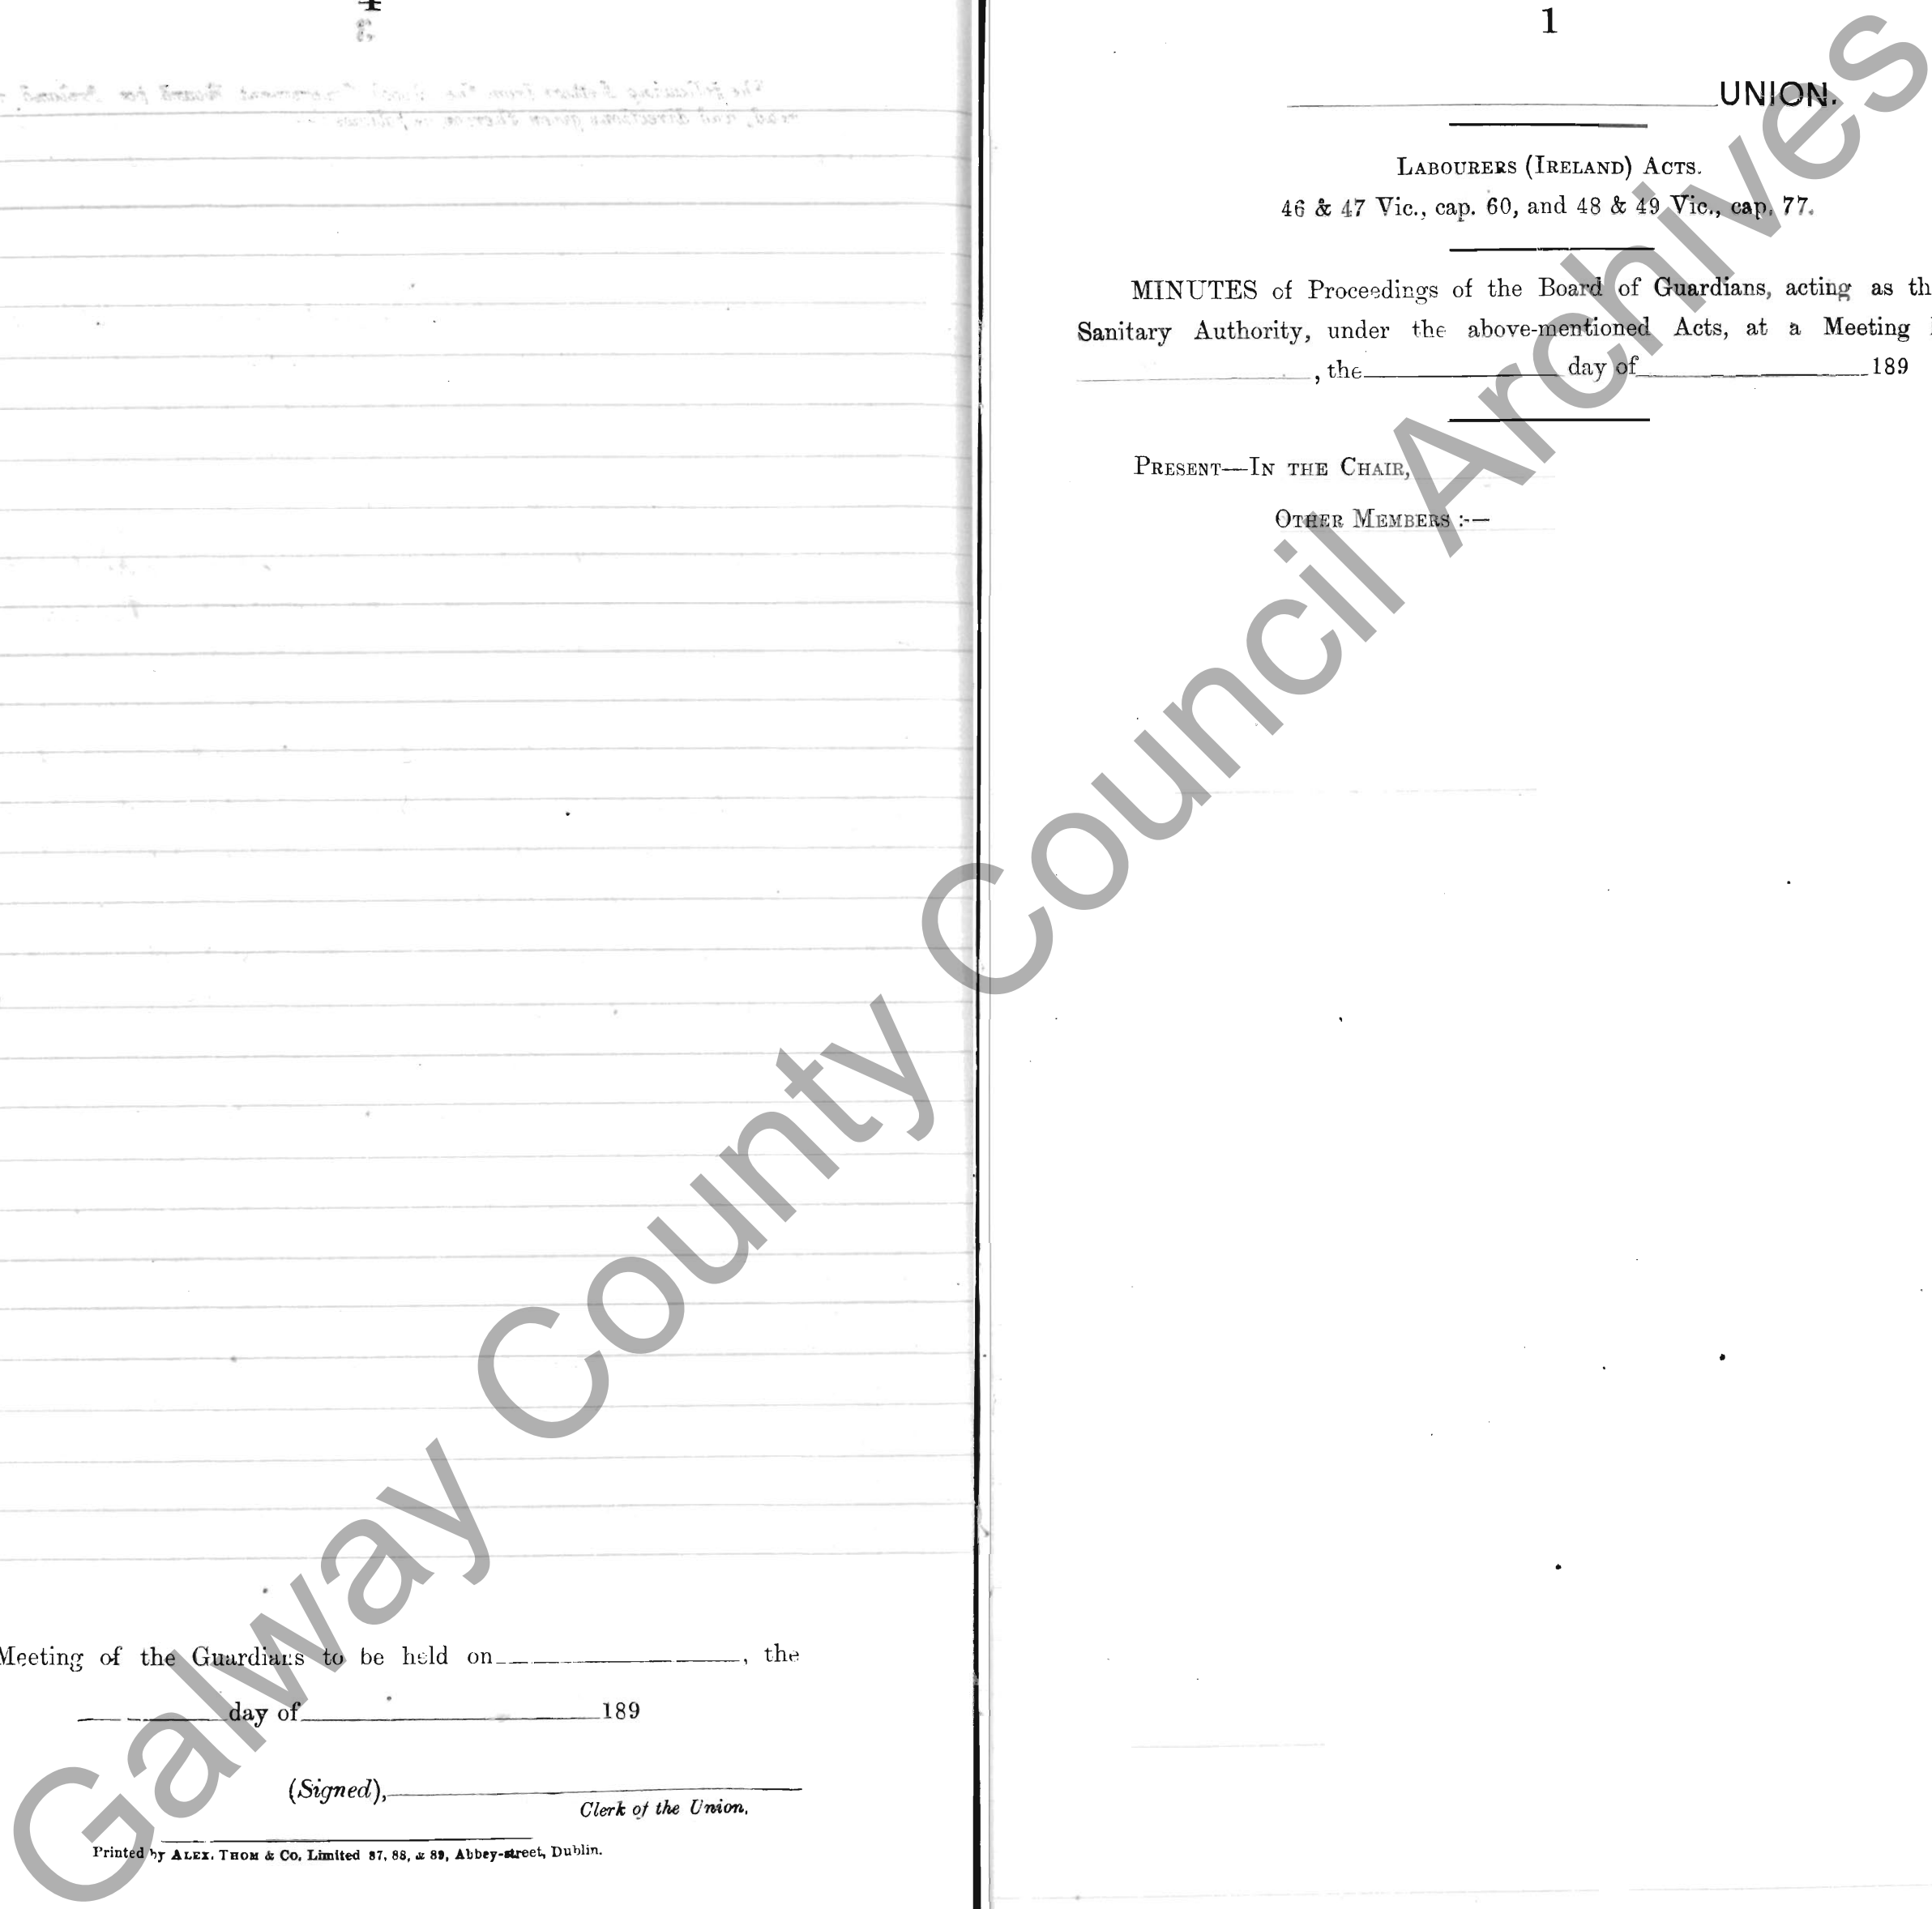 4
3
The following Letters from the Local Government Board for Ireland
read, and directions given thereon, as follows
Meeting of the Guardians to be held on, the
day of 189
(Signed),
Clerk of the Union.
Printed by ALEX. THOM & CO. Limited 87, 88, & 89, Abbey-street, Dublin.
1
UNION.
LABOURERS (IRELAND) ACTS.
46 & 47 Vic., cap. 60, and 48 & 49 Vic., cap. 77.
MINUTES of Proceedings of the Board of Guardians, acting as th
Sanitary Authority, under the above-mentioned Acts, at a Meeting
, the day of 189
PRESENT—IN THE CHAIR,
OTHER MEMBERS :—
Galway County Council Archives